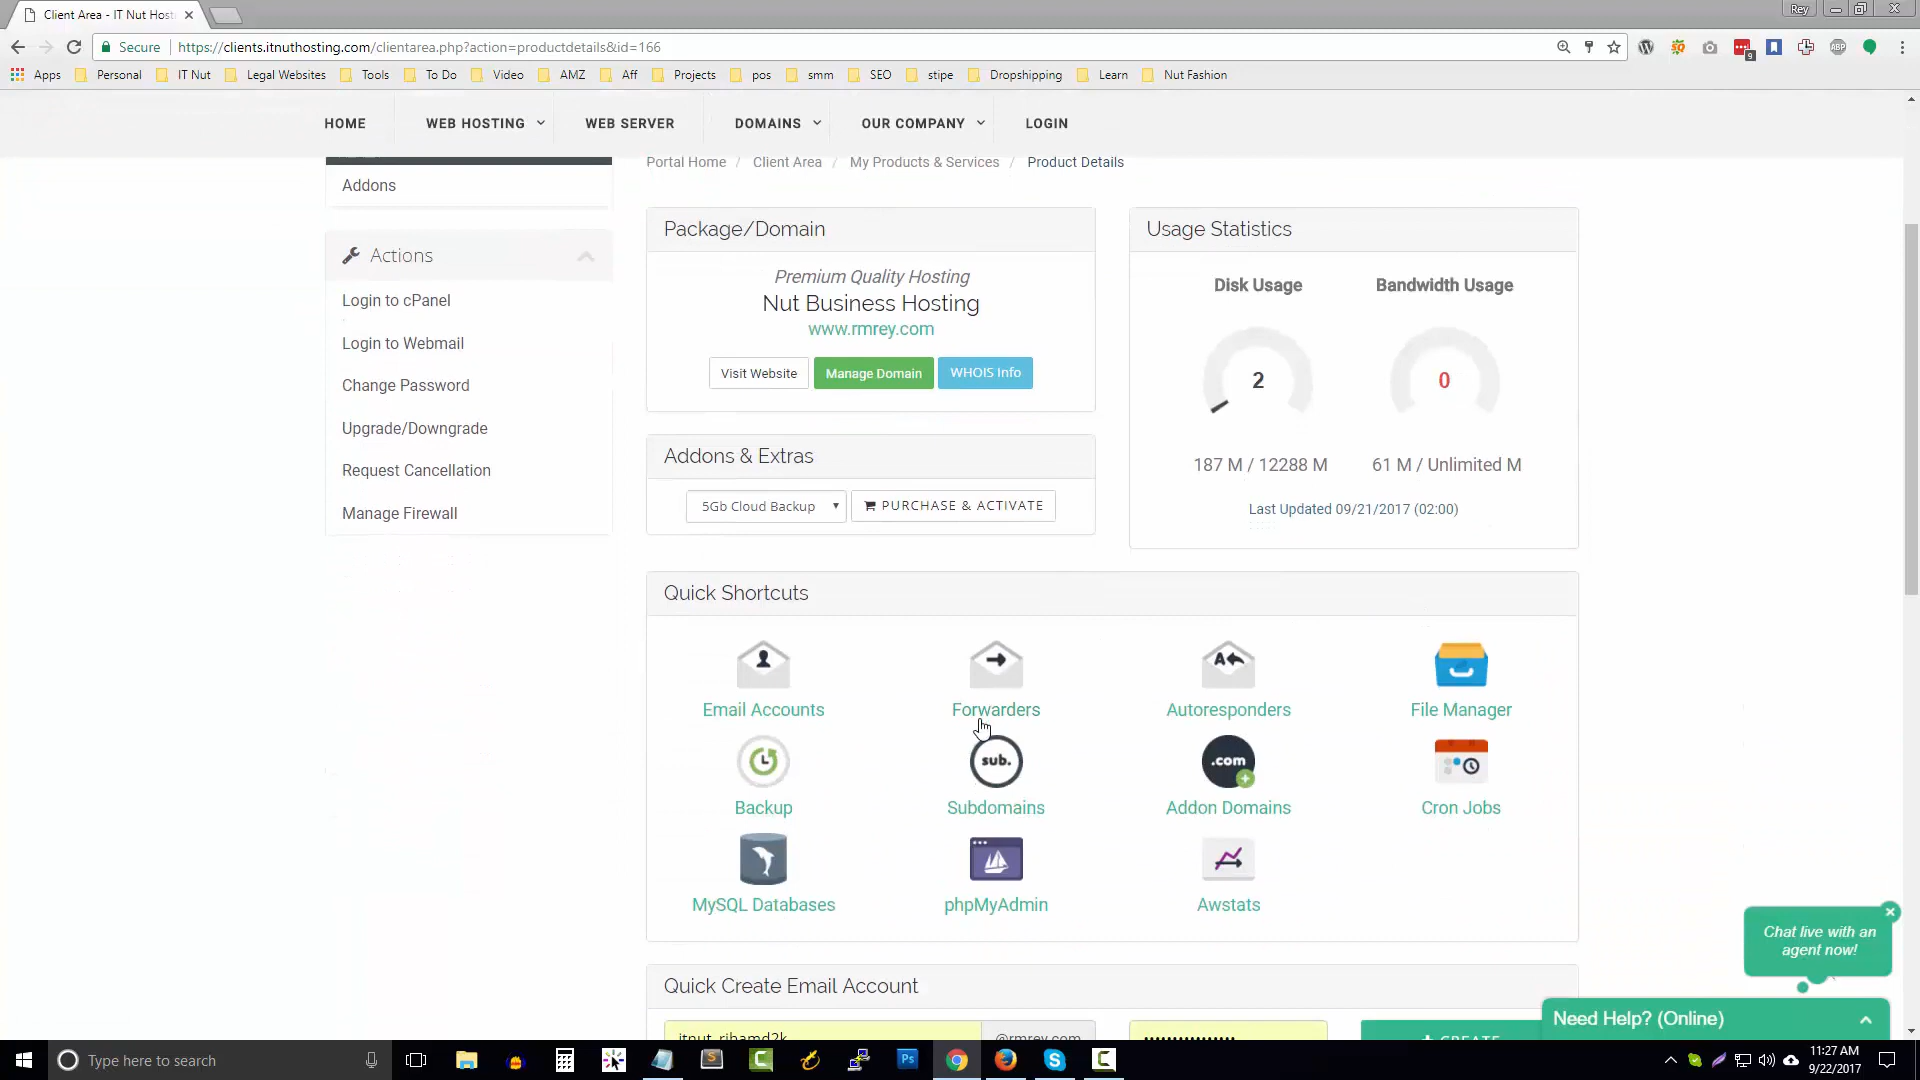 Client Area - IT Nut Host
Rey
Secure
https://clients.itnuthosting.com/clientarea.php?action=productdetails&id=166
9
ABP
Apps
Personal
IT Nut
Legal Websites
Tools
To Do
Video
AMZ
Aff
Projects
pos
smm
SEO
stipe
Dropshipping
Learn
Nut Fashion
HOME
WEB HOSTING
WEB SERVER
DOMAINS
OUR COMPANY
LOGIN
Portal Home / Client Area / My Products & Services / Product Details
Addons
Actions
Login to cPanel
Login to Webmail
Change Password
Upgrade/Downgrade
Request Cancellation
Manage Firewall
Package/Domain
Premium Quality Hosting
Nut Business Hosting
www.rmrey.com
Visit Website
Manage Domain
WHOIS Info
Usage Statistics
Disk Usage
Bandwidth Usage
2
0
187 M / 12288 M
61 M / Unlimited M
Last Updated 09/21/2017 (02:00)
Addons & Extras
5Gb Cloud Backup
PURCHASE & ACTIVATE
Quick Shortcuts
Email Accounts
Forwarders
A
Autoresponders
File Manager
Backup
sub.
Subdomains
.com
Addon Domains
Cron Jobs
MySQL Databases
phpMyAdmin
Awstats
Quick Create Email Account
itnut_rihamd2k
@rmrey.com
+ CREATE
Chat live with an
agent now!
Need Help? (Online)
Type here to search
S
C
Ps
S
C
11:27 AM
9/22/2017